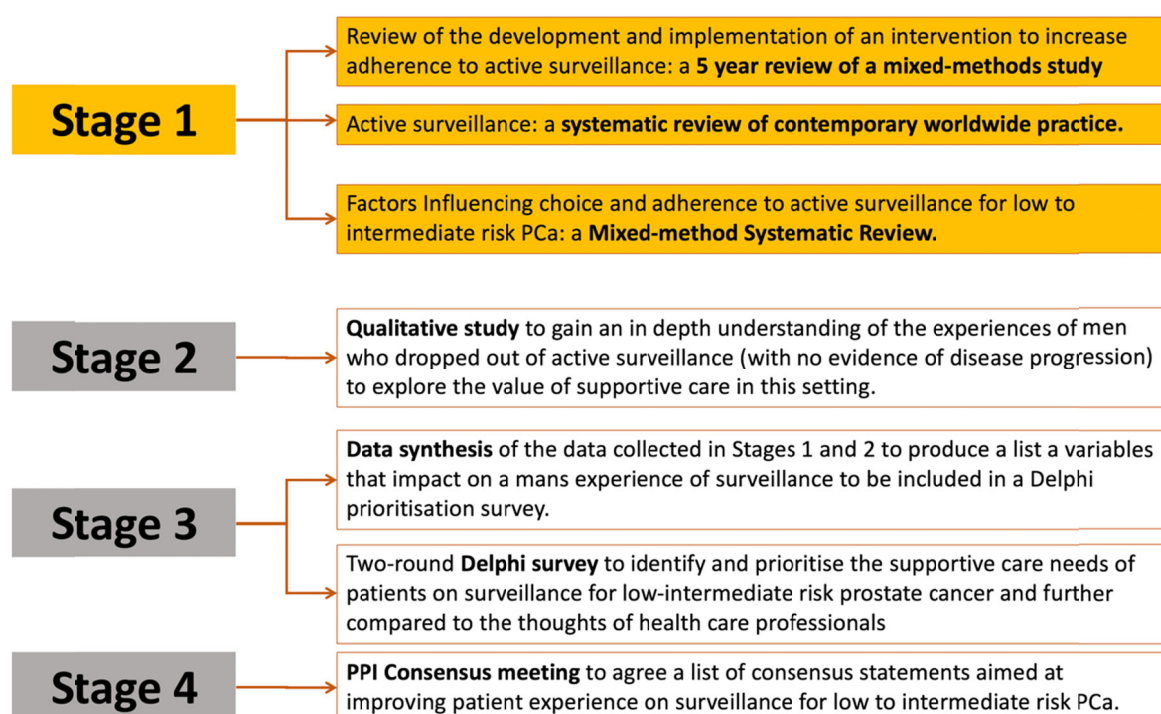 Stage 1
Review of the development and implementation of an intervention to increase
adherence to active surveillance: a 5 year review of a mixed-methods study
Active surveillance: a systematic review of contemporary worldwide practice.
Factors Influencing choice and adherence to active surveillance for low to
intermediate risk PCa: a Mixed-method Systematic Review.
Stage 2
Qualitative study to gain an in depth understanding of the experiences of men
who dropped out of active surveillance (with no evidence of disease progression)
to explore the value of supportive care in this setting.
Stage 3
Data synthesis of the data collected in Stages 1 and 2 to produce a list a variables
that impact on a mans experience of surveillance to be included in a Delphi
prioritisation survey.
Two-round Delphi survey to identify and prioritise the supportive care needs of
patients on surveillance for low-intermediate risk prostate cancer and further
compared to the thoughts of health care professionals
Stage 4
PPI Consensus meeting to agree a list of consensus statements aimed at
improving patient experience on surveillance for low to intermediate risk PCa.